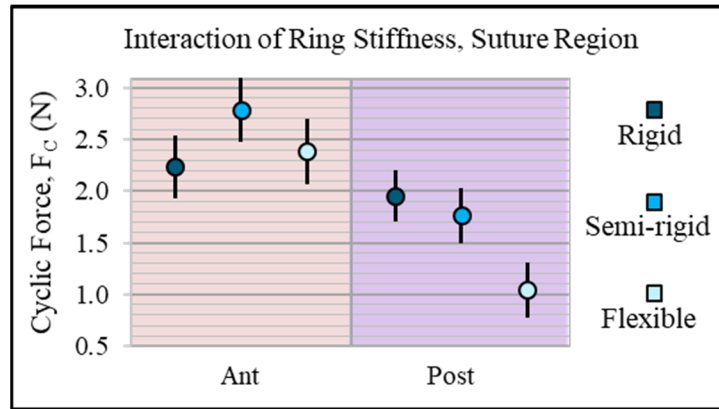 Interaction of Ring Stiffness, Suture Region
Cyclic Force, F_C (N)
3.0
2.5
2.0
1.5
1.0
0.5
Ant
Post
Rigid
Semi-rigid
Flexible